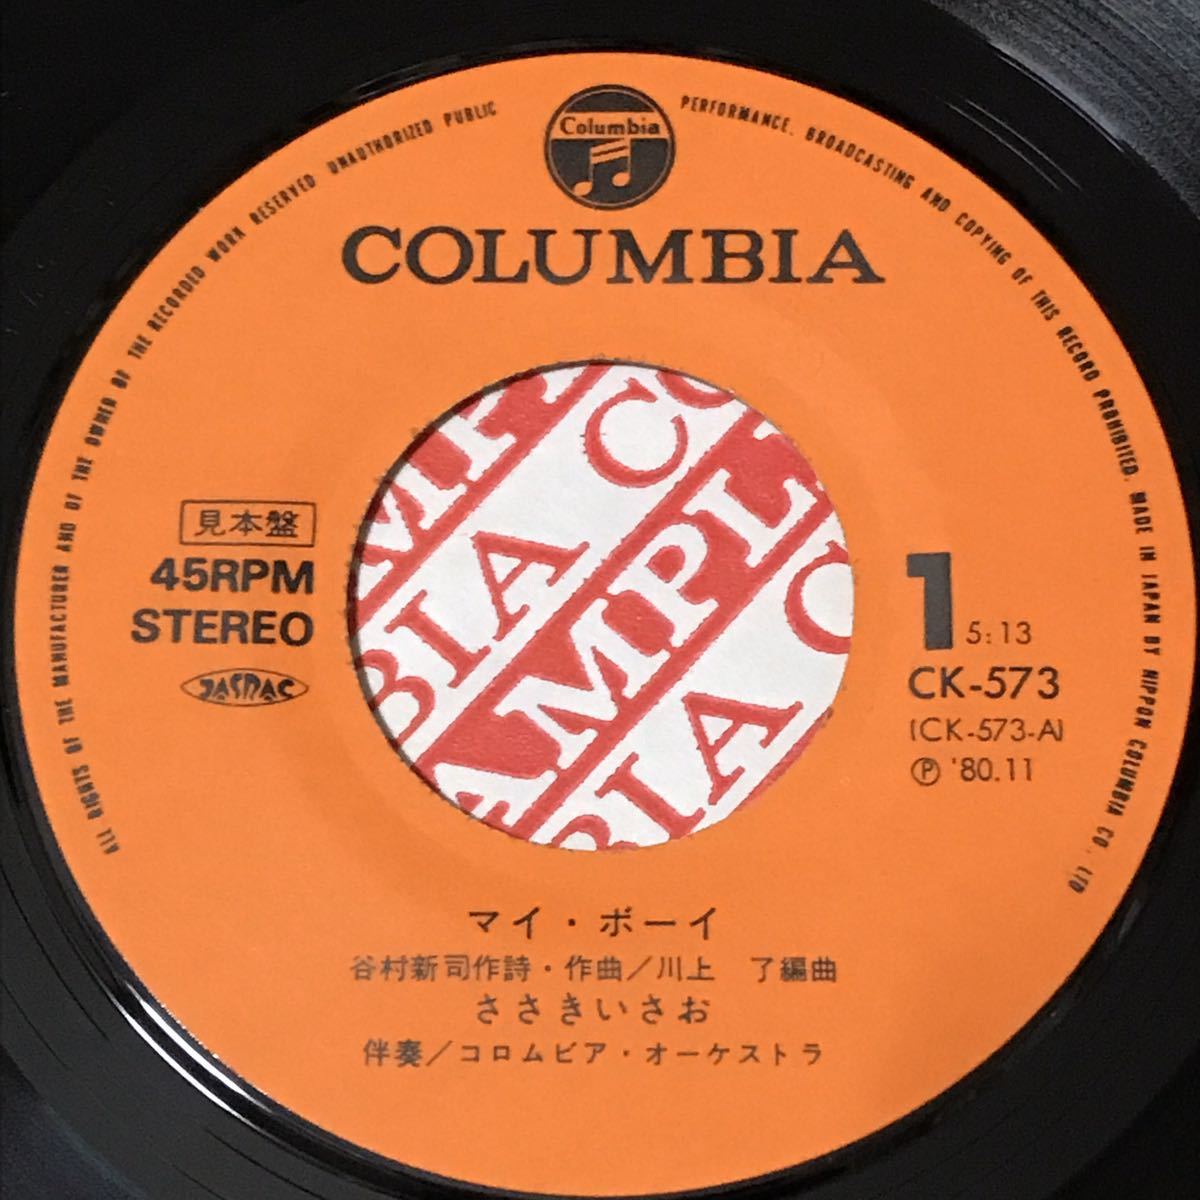 ALL RIGHTS OF THE MANUFACTURER AND OF THE OWNER OF THE RECORDED WORK RESERVED UNAUTHORIZED PUBLIC PERFORMANCE, BROADCASTING AND COPYING OF THIS RECORD PROHIBITED. MADE IN JAPAN BY NIPPON COLUMBIA CO., LTD
Columbia
COLUMBIA
見本盤
45RPM
STEREO
JASRAC
1 5:13
CK-573
(CK-573-A)
Ⓟ '80.11
マイ・ボーイ
谷村新司作詩・作曲/川上 了編曲
ささきいさお
伴奏/コロムビア・オーケストラ